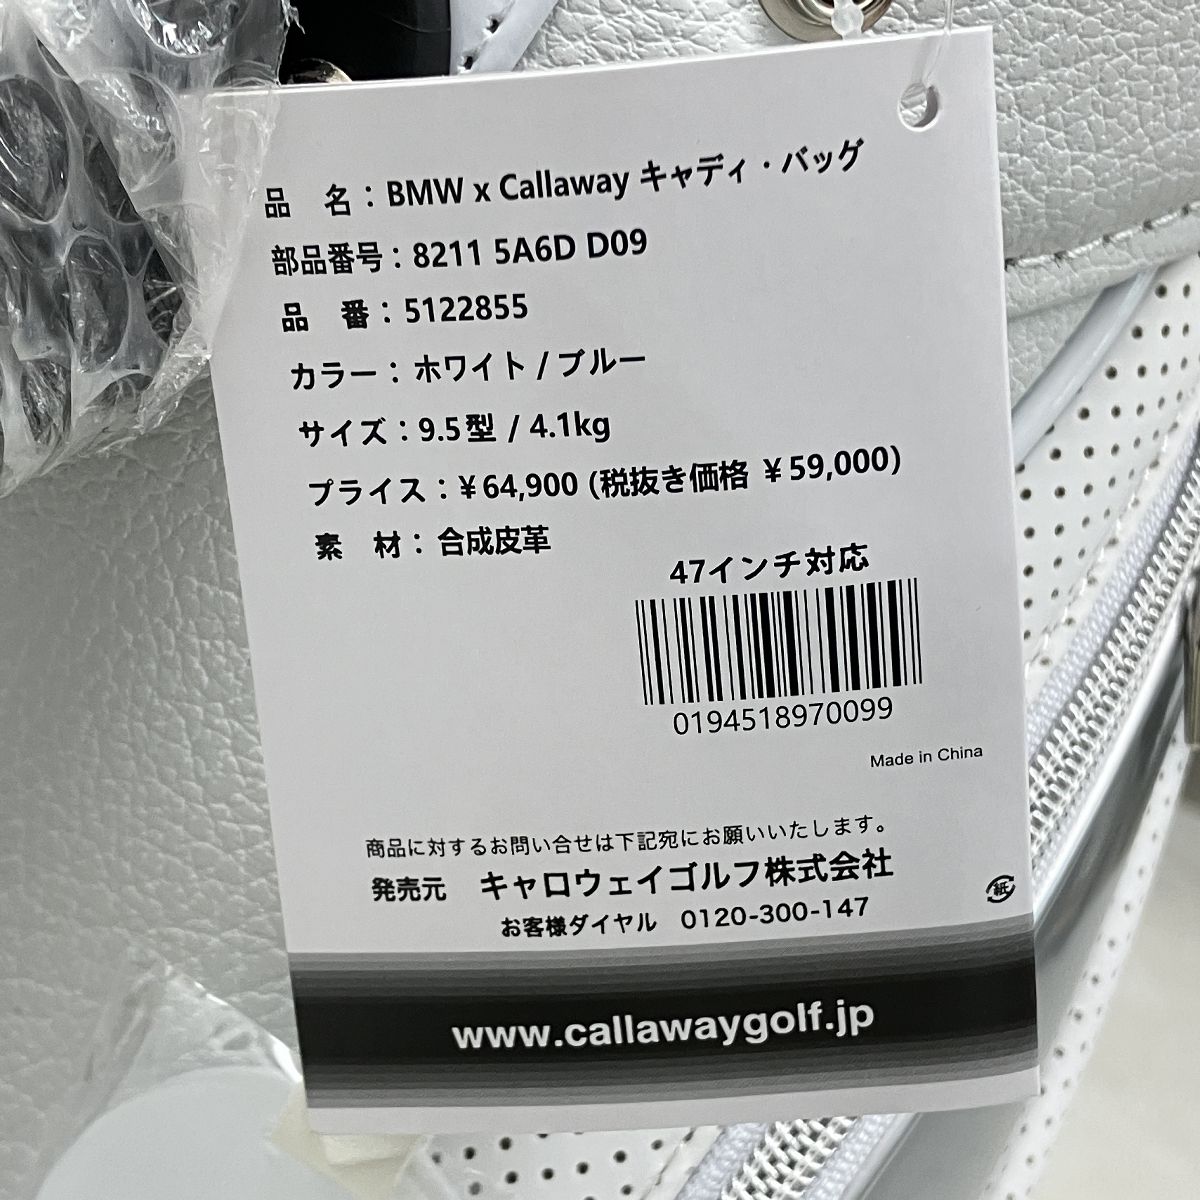 品　名：BMW x Callaway キャディ・バッグ
部品番号：8211 5A6D D09
品　番：5122855
カラー：ホワイト / ブルー
サイズ：9.5型 / 4.1kg
プライス：￥64,900 (税抜き価格 ￥59,000)
素　材：合成皮革
47インチ対応
0194518970099
Made in China
商品に対するお問い合せは下記宛にお願いいたします。
発売元　キャロウェイゴルフ株式会社
お客様ダイヤル　0120-300-147
紙
www.callawaygolf.jp